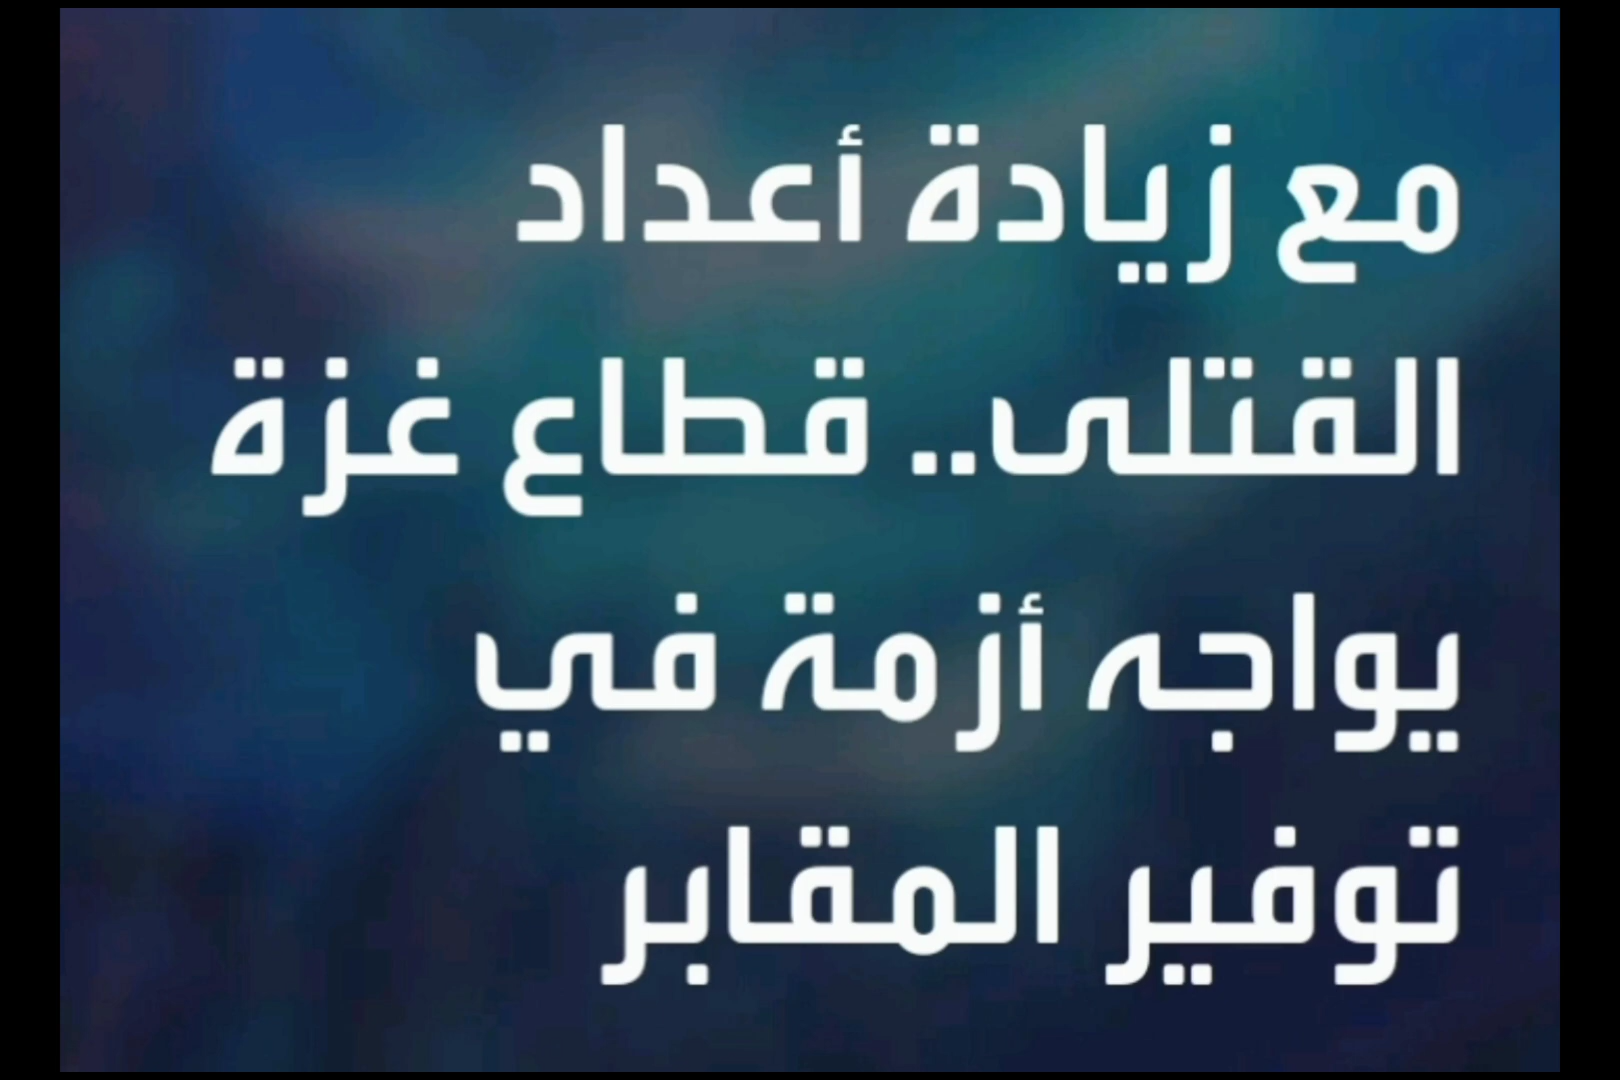 مع زيادة أعداد
القتلى.. قطاع غزة
يواجه أزمة في
توفير المقابر